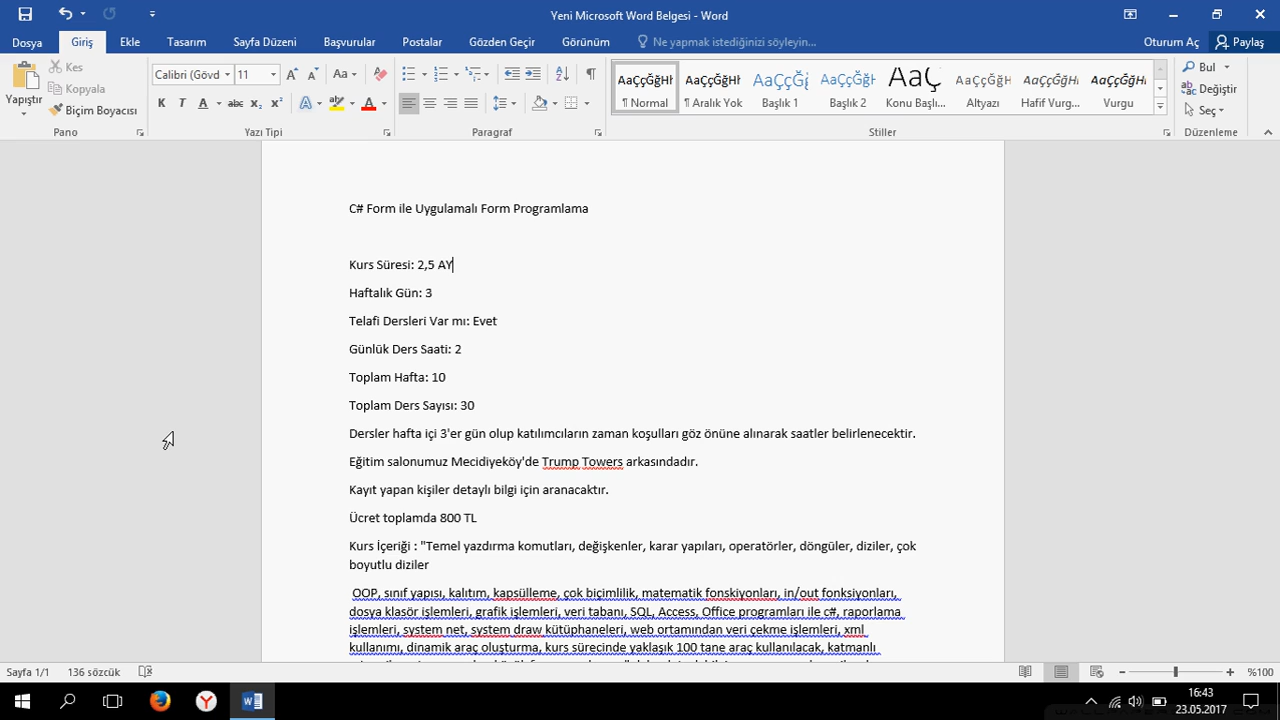 Yeni Microsoft Word Belgesi - Word
Dosya Giriş Ekle Tasarım Sayfa Düzeni Başvurular Postalar Gözden Geçir Görünüm Ne yapmak istediğinizi söyleyin... Oturum Aç Paylaş
Yapıştır
Kes
Kopyala
Biçim Boyacısı
Calibri (Gövd 11
K T A abc x₂ x²
AaÇçĞğHł AaÇçĞğHł AaÇçĞğ AaÇçĞğH AaÇ AaÇçĞğHł AaÇçĞğHł AaÇçĞğHł
¶ Normal ¶ Aralık Yok Başlık 1 Başlık 2 Konu Başlı... Altyazı Hafif Vurg... Vurgu
Bul
Değiştir
Seç
Pano Yazı Tipi Paragraf Stiller Düzenleme
C# Form ile Uygulamalı Form Programlama
Kurs Süresi: 2,5 AY
Haftalık Gün: 3
Telafi Dersleri Var mı: Evet
Günlük Ders Saati: 2
Toplam Hafta: 10
Toplam Ders Sayısı: 30
Dersler hafta içi 3'er gün olup katılımcıların zaman koşulları göz önüne alınarak saatler belirlenecektir.
Eğitim salonumuz Mecidiyeköy'de Trump Towers arkasındadır.
Kayıt yapan kişiler detaylı bilgi için aranacaktır.
Ücret toplamda 800 TL
Kurs İçeriği : "Temel yazdırma komutları, değişkenler, karar yapıları, operatörler, döngüler, diziler, çok
boyutlu diziler
OOP, sınıf yapısı, kalıtım, kapsülleme, çok biçimlilik, matematik fonskiyonları, in/out fonksiyonları,
dosya klasör işlemleri, grafik işlemleri, veri tabanı, SQL, Access, Office programları ile c#, raporlama
işlemleri, system net, system draw kütüphaneleri, web ortamından veri çekme işlemleri, xml
kullanımı, dinamik araç oluşturma, kurs sürecinde yaklaşık 100 tane araç kullanılacak, katmanlı
Sayfa 1/1 136 sözcük %100
16:43
23.05.2017